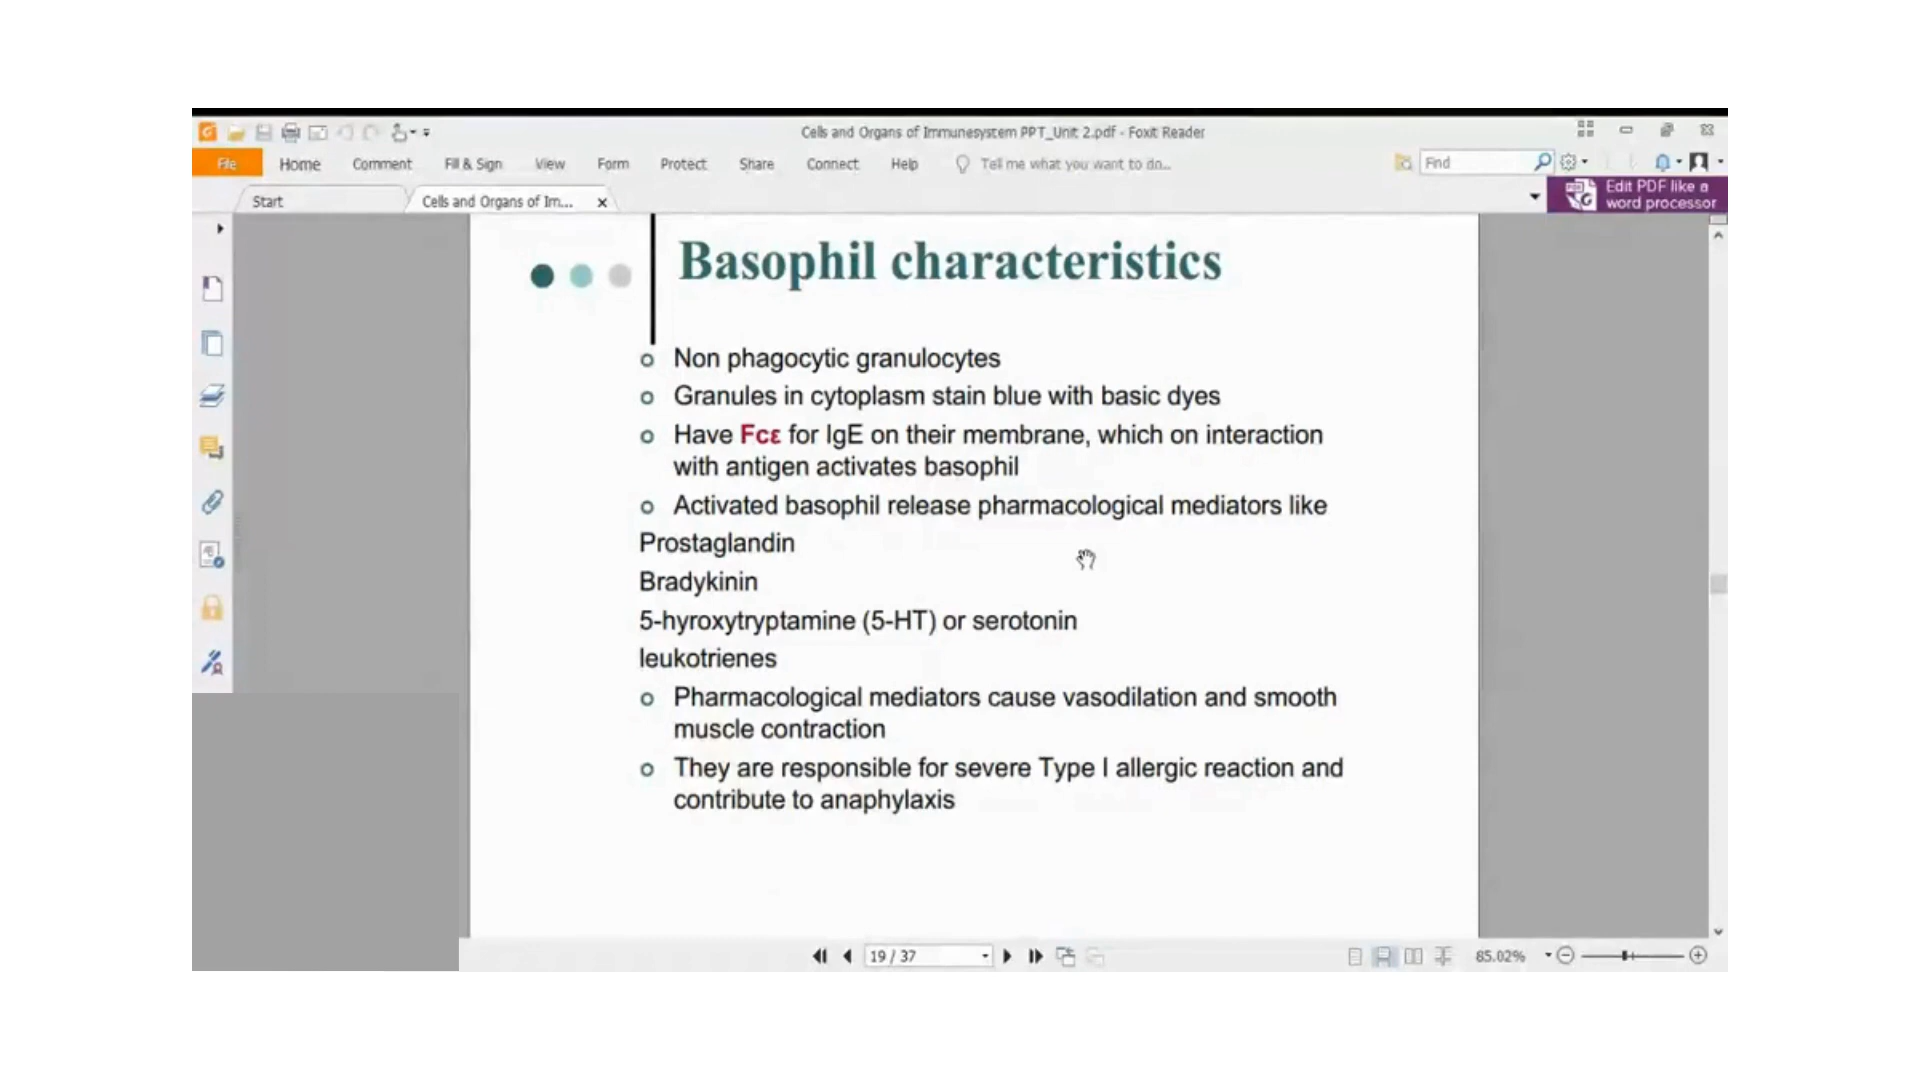 Cells and Organs of Immunesystem PPT_Unit 2.pdf - Foxit Reader
File Home Comment Fill & Sign View Form Protect Share Connect Help Tell me what you want to do... Find
Start Cells and Organs of Im... x Edit PDF like a
word processor
Basophil characteristics
Non phagocytic granulocytes
Granules in cytoplasm stain blue with basic dyes
Have Fcε for IgE on their membrane, which on interaction
with antigen activates basophil
Activated basophil release pharmacological mediators like
Prostaglandin
Bradykinin
5-hyroxytryptamine (5-HT) or serotonin
leukotrienes
Pharmacological mediators cause vasodilation and smooth
muscle contraction
They are responsible for severe Type I allergic reaction and
contribute to anaphylaxis
19 / 37 85.02%